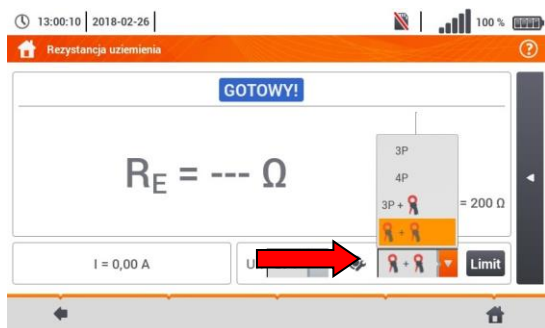 13:00:10 2018-02-26 100 %
Rezystancja uziemienia ?
GOTOWY!
3P
4P
RE = --- Ω
3P +
= 200 Ω
+
I = 0,00 A
U
+
Limit